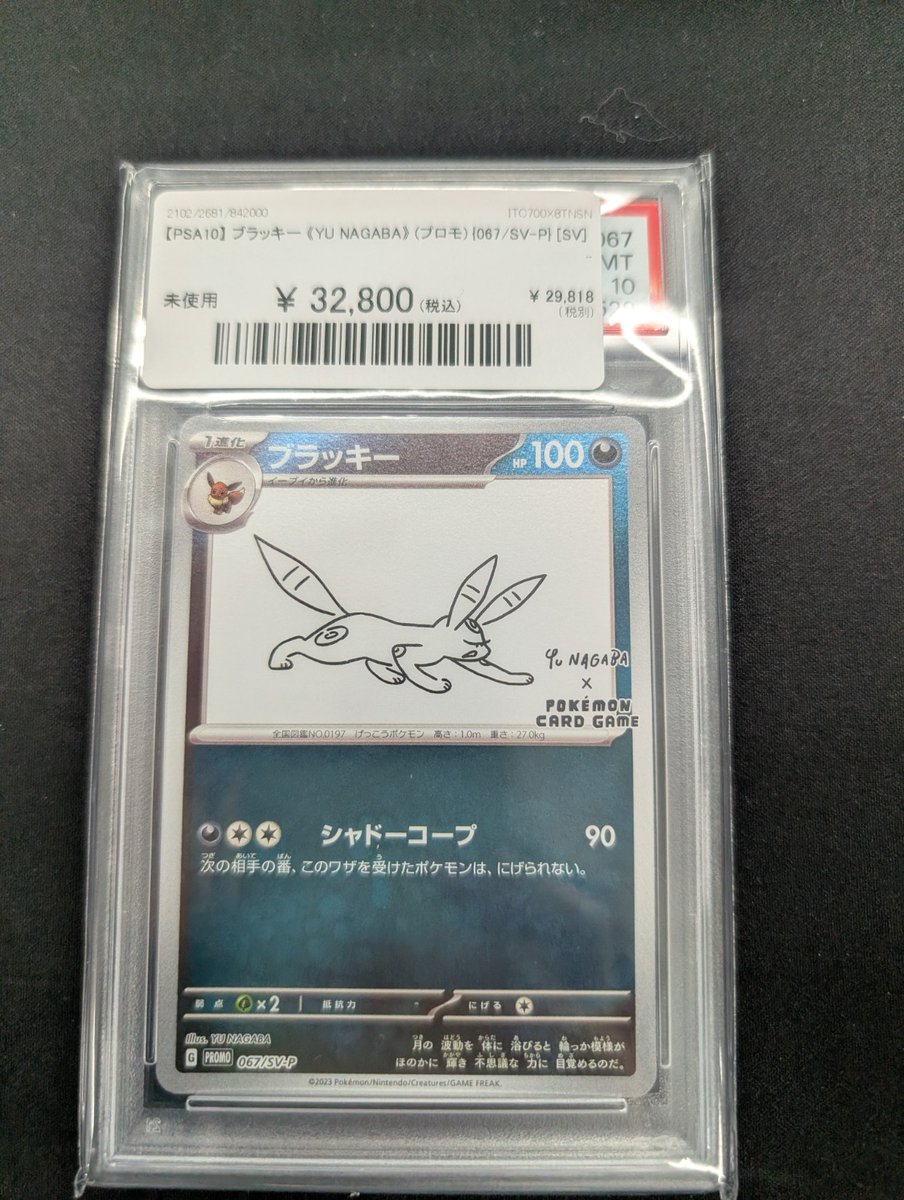 2102/2681/842000 ITC700X8TNSN
【PSA10】ブラッキー《YU NAGABA》(プロモ){067/SV-P}[SV]
未使用 ¥ 32,800(税込) ¥ 29,818
(税別)
067
MT
10
1進化
ブラッキー HP 100
イーブイから進化
YU NAGABA
×
POKÉMON
CARD GAME
全国図鑑NO.0197 げっこうポケモン 高さ:1.0m 重さ:27.0kg
シャドーコープ 90
次の相手の番、このワザを受けたポケモンは、にげられない。
弱点 ×2 抵抗力 にげる
Illus. YU NAGABA
G PROMO 067/SV-P
月の 波動を 体に 浴びると 輪っか模様が
ほのかに 輝き 不思議な 力に 目覚めるのだ。
©2023 Pokémon/Nintendo/Creatures/GAME FREAK.